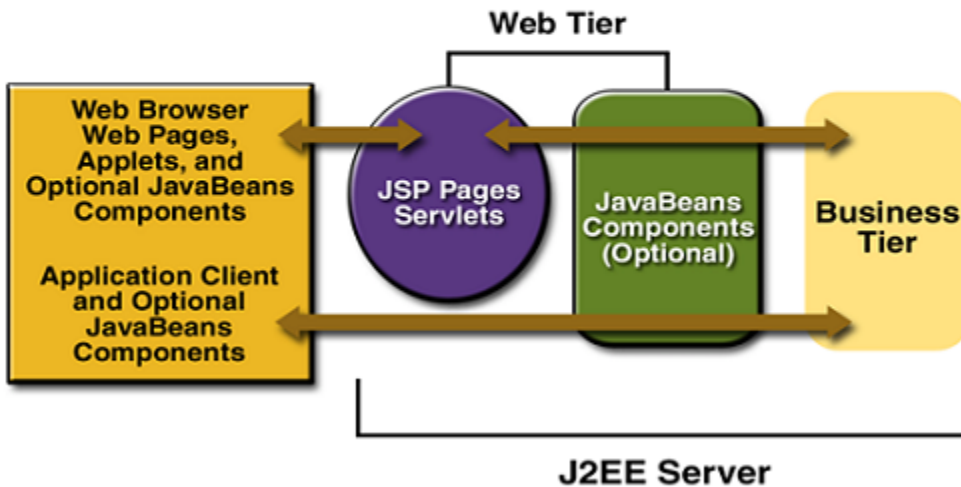 Web Tier
Web Browser
Web Pages,
Applets, and
Optional JavaBeans
Components
Application Client
and Optional
JavaBeans
Components
JSP Pages
Servlets
JavaBeans
Components
(Optional)
Business
Tier
J2EE Server